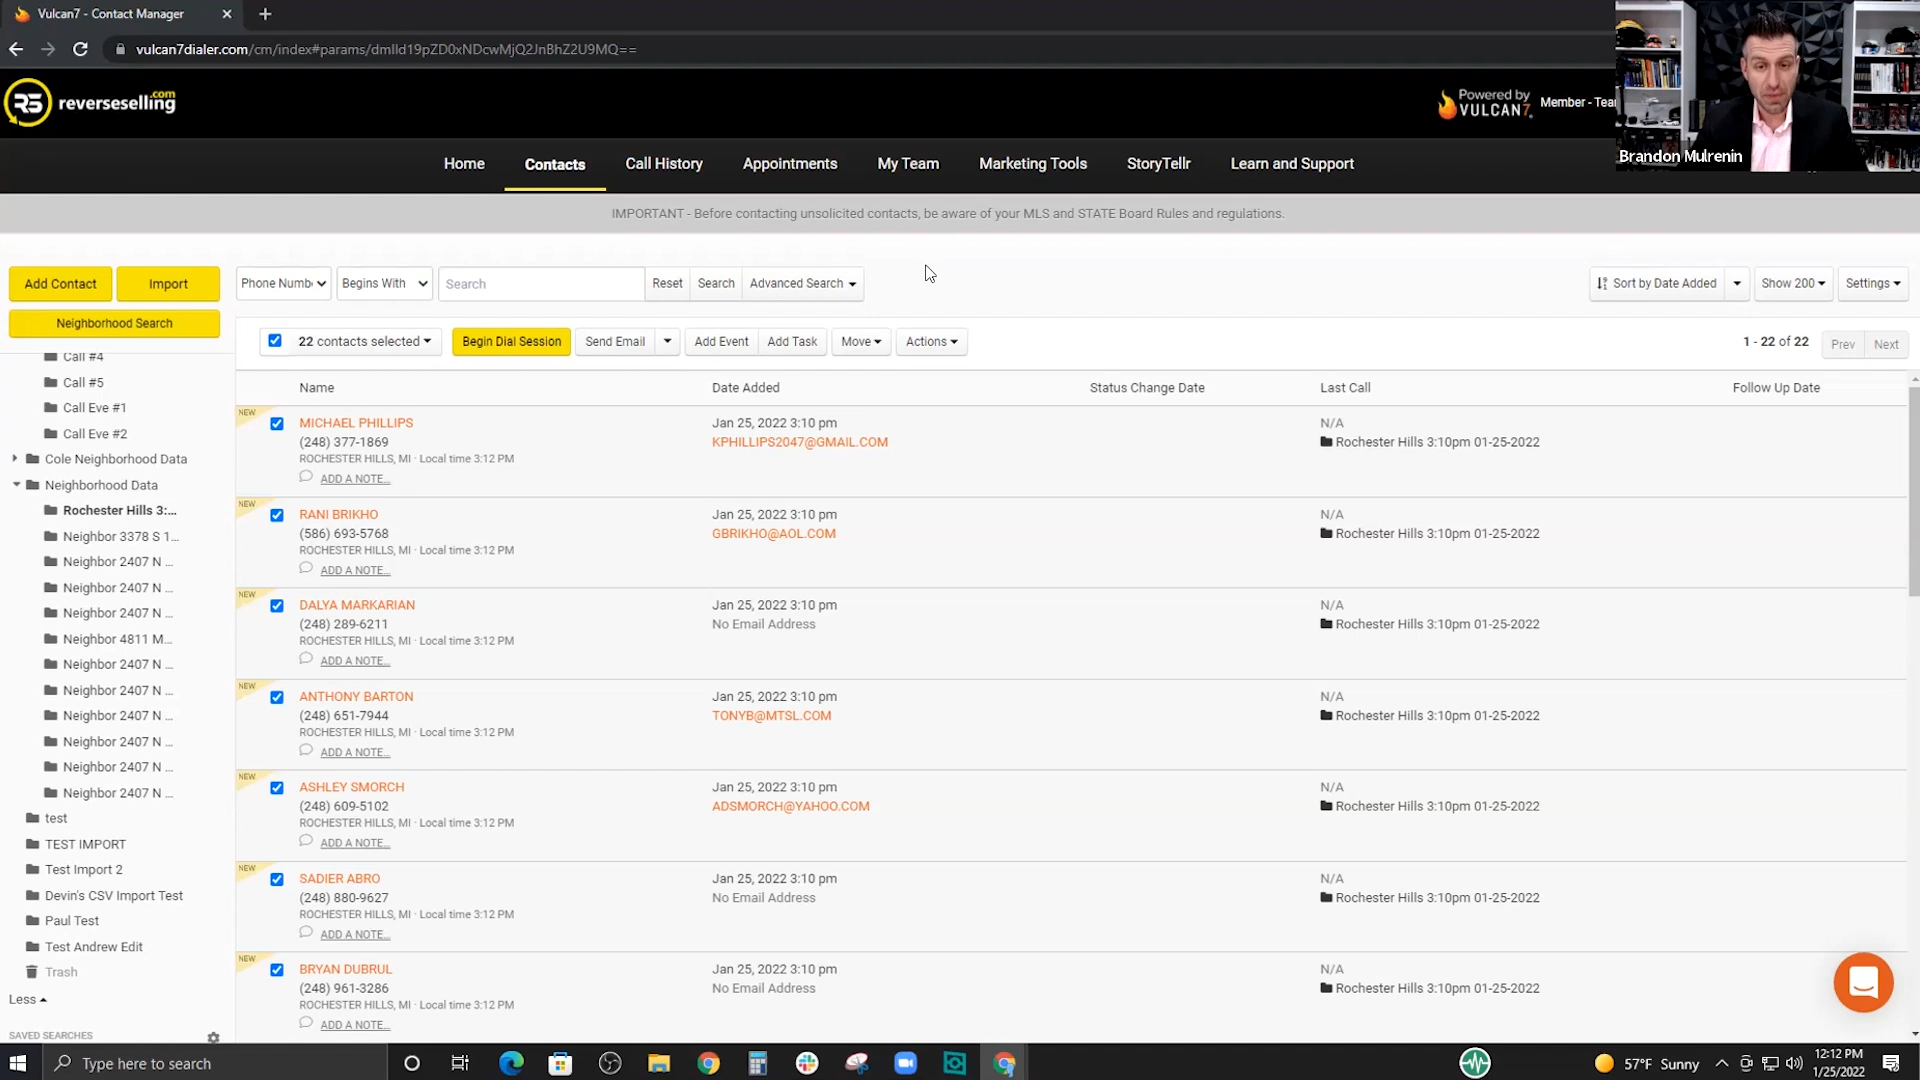 Vulcan7 - Contact Manager
vulcan7dialer.com/cm/index#params/dmlld19pZD0xNDcwMjQ2JnBhZ2U9MQ==
R5 reverseselling.com
Powered by VULCAN7
Member - Tea
Brandon Mulrenin
Home Contacts Call History Appointments My Team Marketing Tools StoryTellr Learn and Support
IMPORTANT - Before contacting unsolicited contacts, be aware of your MLS and STATE Board Rules and regulations.
Add Contact Import Phone Numb Begins With Search Reset Search Advanced Search Sort by Date Added Show 200 Settings
Neighborhood Search
22 contacts selected Begin Dial Session Send Email Add Event Add Task Move Actions 1 - 22 of 22 Prev Next
Call #4
Call #5
Call Eve #1
Call Eve #2
Cole Neighborhood Data
Neighborhood Data
Rochester Hills 3:...
Neighbor 3378 S 1...
Neighbor 2407 N ...
Neighbor 2407 N ...
Neighbor 2407 N ...
Neighbor 4811 M...
Neighbor 2407 N ...
Neighbor 2407 N ...
Neighbor 2407 N ...
Neighbor 2407 N ...
Neighbor 2407 N ...
Neighbor 2407 N ...
test
TEST IMPORT
Test Import 2
Devin's CSV Import Test
Paul Test
Test Andrew Edit
Trash
Less
SAVED SEARCHES
Name Date Added Status Change Date Last Call Follow Up Date
NEW
MICHAEL PHILLIPS Jan 25, 2022 3:10 pm N/A
(248) 377-1869 KPHILLIPS2047@GMAIL.COM Rochester Hills 3:10pm 01-25-2022
ROCHESTER HILLS, MI · Local time 3:12 PM
ADD A NOTE...
NEW
RANI BRIKHO Jan 25, 2022 3:10 pm N/A
(586) 693-5768 GBRIKHO@AOL.COM Rochester Hills 3:10pm 01-25-2022
ROCHESTER HILLS, MI · Local time 3:12 PM
ADD A NOTE...
NEW
DALYA MARKARIAN Jan 25, 2022 3:10 pm N/A
(248) 289-6211 No Email Address Rochester Hills 3:10pm 01-25-2022
ROCHESTER HILLS, MI · Local time 3:12 PM
ADD A NOTE...
NEW
ANTHONY BARTON Jan 25, 2022 3:10 pm N/A
(248) 651-7944 TONYB@MTSL.COM Rochester Hills 3:10pm 01-25-2022
ROCHESTER HILLS, MI · Local time 3:12 PM
ADD A NOTE...
NEW
ASHLEY SMORCH Jan 25, 2022 3:10 pm N/A
(248) 609-5102 ADSMORCH@YAHOO.COM Rochester Hills 3:10pm 01-25-2022
ROCHESTER HILLS, MI · Local time 3:12 PM
ADD A NOTE...
NEW
SADIER ABRO Jan 25, 2022 3:10 pm N/A
(248) 880-9627 No Email Address Rochester Hills 3:10pm 01-25-2022
ROCHESTER HILLS, MI · Local time 3:12 PM
ADD A NOTE...
NEW
BRYAN DUBRUL Jan 25, 2022 3:10 pm N/A
(248) 961-3286 No Email Address Rochester Hills 3:10pm 01-25-2022
ROCHESTER HILLS, MI · Local time 3:12 PM
ADD A NOTE...
Type here to search 57°F Sunny 12:12 PM
1/25/2022